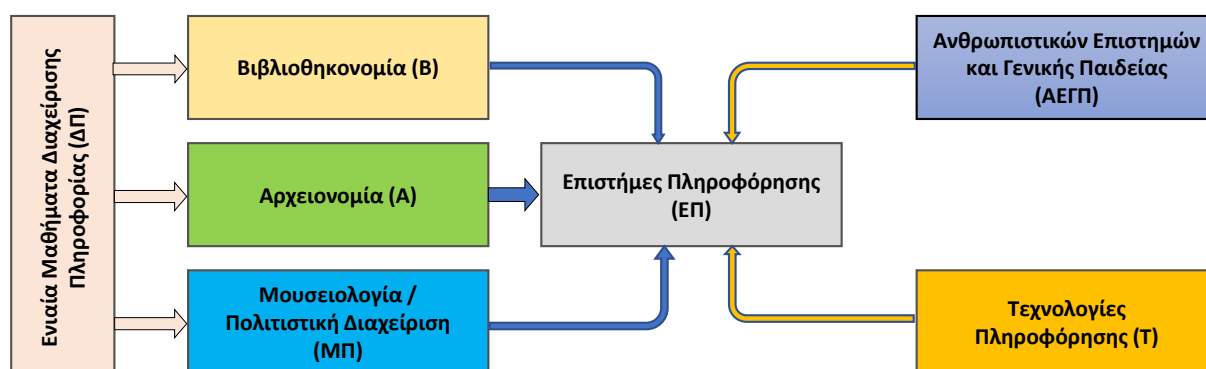 Ενιαία Μαθήματα Διαχείρισης
Πληροφορίας (ΔΠ)
Βιβλιοθηκονομία (Β)
Αρχειονομία (Α)
Μουσειολογία /
Πολιτιστική Διαχείριση
(ΜΠ)
Επιστήμες Πληροφόρησης
(ΕΠ)
Ανθρωπιστικών Επιστημών
και Γενικής Παιδείας
(ΑΕΓΠ)
Τεχνολογίες
Πληροφόρησης (Τ)